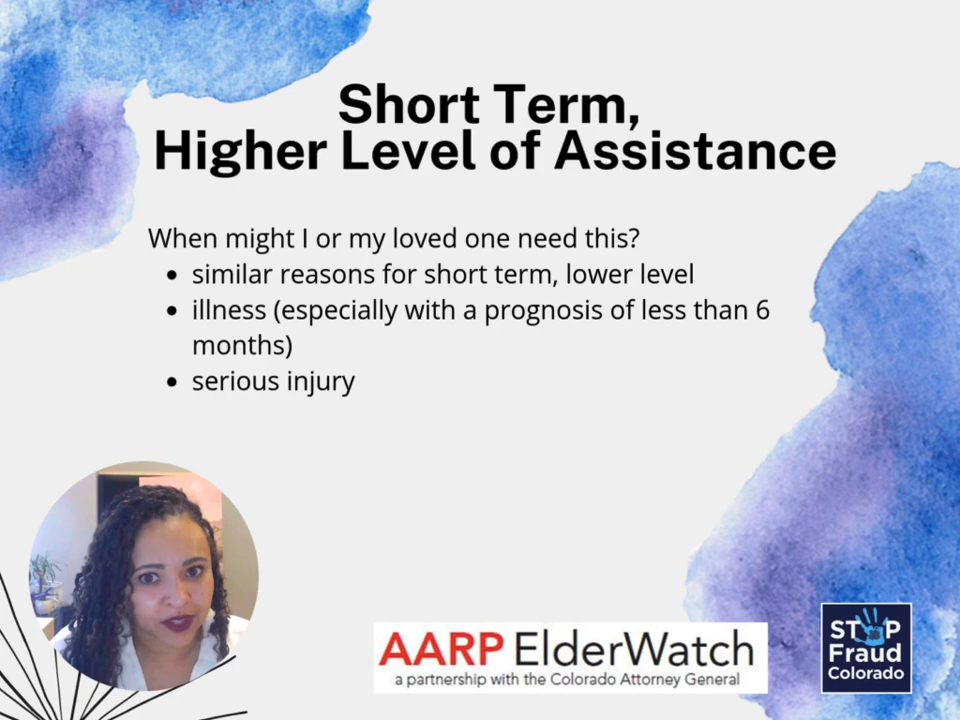 Short Term,
Higher Level of Assistance
When might I or my loved one need this?
• similar reasons for short term, lower level
• illness (especially with a prognosis of less than 6
months)
• serious injury
AARP ElderWatch
a partnership with the Colorado Attorney General
STOP
Fraud
Colorado